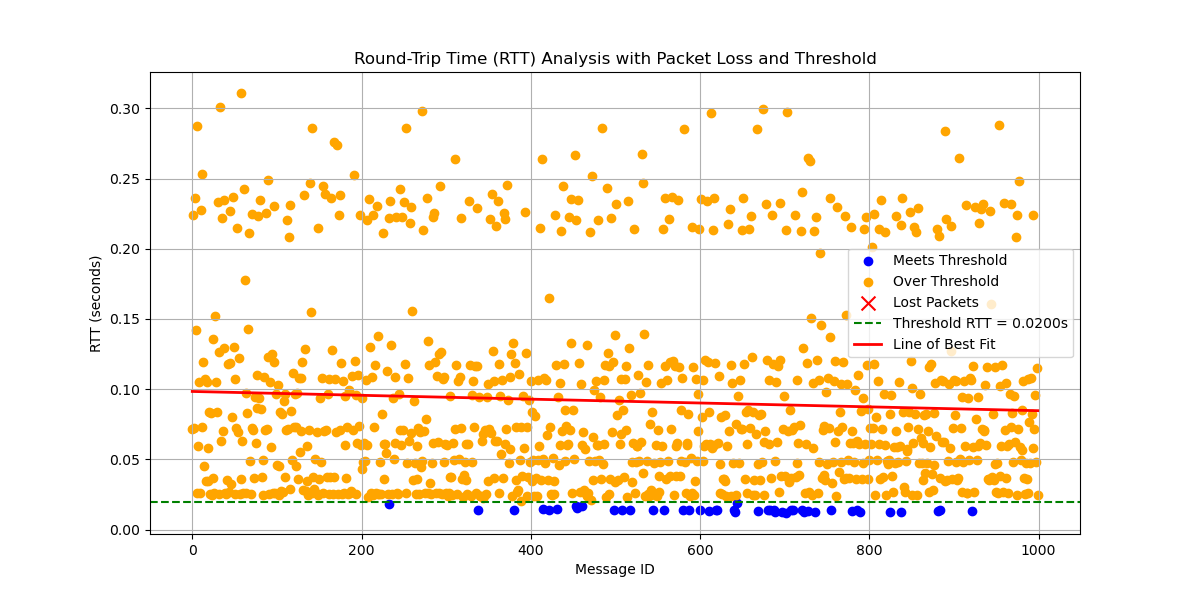 Round-Trip Time (RTT) Analysis with Packet Loss and Threshold
RTT (seconds)
0.30
0.25
0.20
0.15
0.10
0.05
0.00
Meets Threshold
Over Threshold
Lost Packets
Threshold RTT = 0.0200s
Line of Best Fit
0 200 400 600 800 1000
Message ID